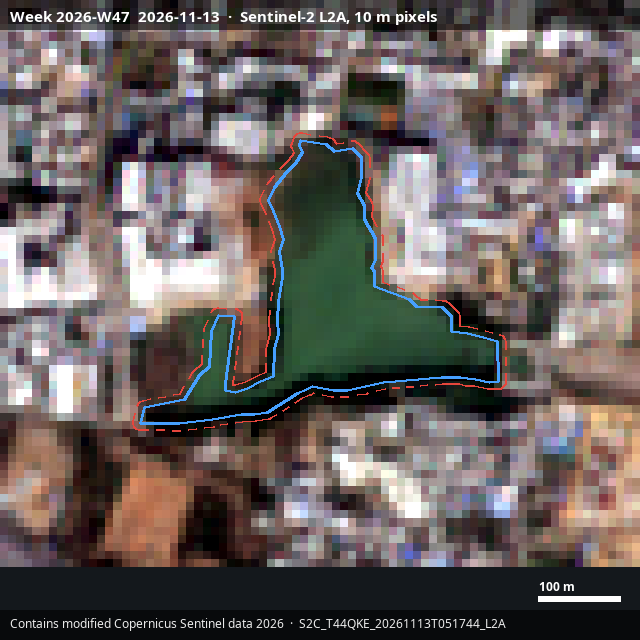 Week 2026-W47  2026-11-13  ·  Sentinel-2 L2A, 10 m pixels
100 m
Contains modified Copernicus Sentinel data 2026  ·  S2C_T44QKE_20261113T051744_L2A